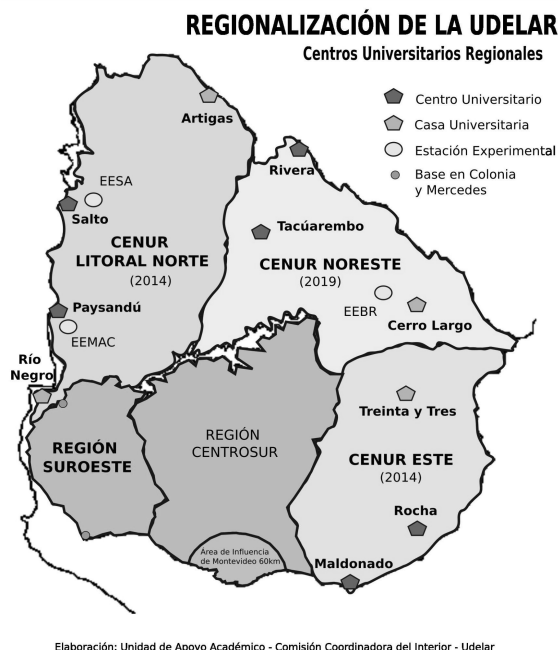 REGIONALIZACIÓN DE LA UDELAR
Centros Universitarios Regionales
Centro Universitario
Casa Universitaria
Estación Experimental
Base en Colonia
y Mercedes
Artigas
Rivera
EESA
Salto
Tacúarembo
CENUR
LITORAL NORTE
(2014)
CENUR NORESTE
(2019)
EEBR
Cerro Largo
Paysandú
EEMAC
Río
Negro
Treinta y Tres
REGIÓN
SUROESTE
REGIÓN
CENTROSUR
CENUR ESTE
(2014)
Rocha
Área de Influencia
de Montevideo 60km
Maldonado
Elaboración: Unidad de Apoyo Académico - Comisión Coordinadora del Interior - Udelar